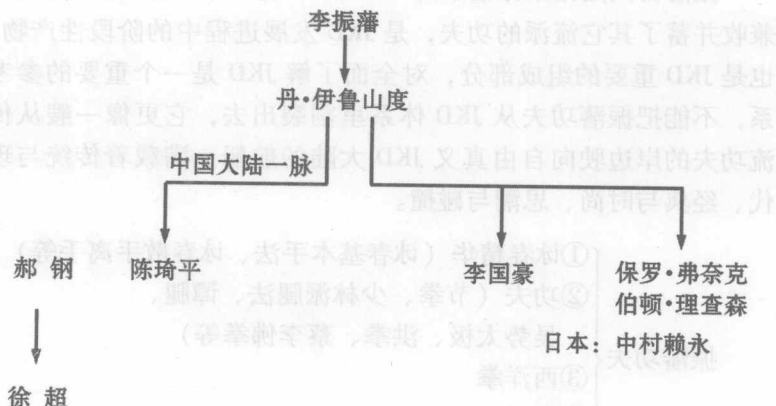 李振藩
丹·伊鲁山度
中国大陆一脉
郝 钢
陈琦平
李国豪
保罗·弗奈克
伯顿·理查森
日本：中村赖永
徐 超